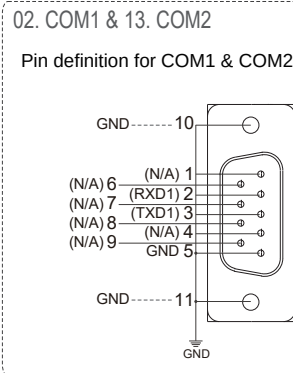 02. COM1 & 13. COM2
Pin definition for COM1 & COM2
GND 10
(N/A) 1
(N/A) 6
(RXD1) 2
(N/A) 7
(TXD1) 3
(N/A) 8
(N/A) 4
(N/A) 9
GND 5
GND 11
GND